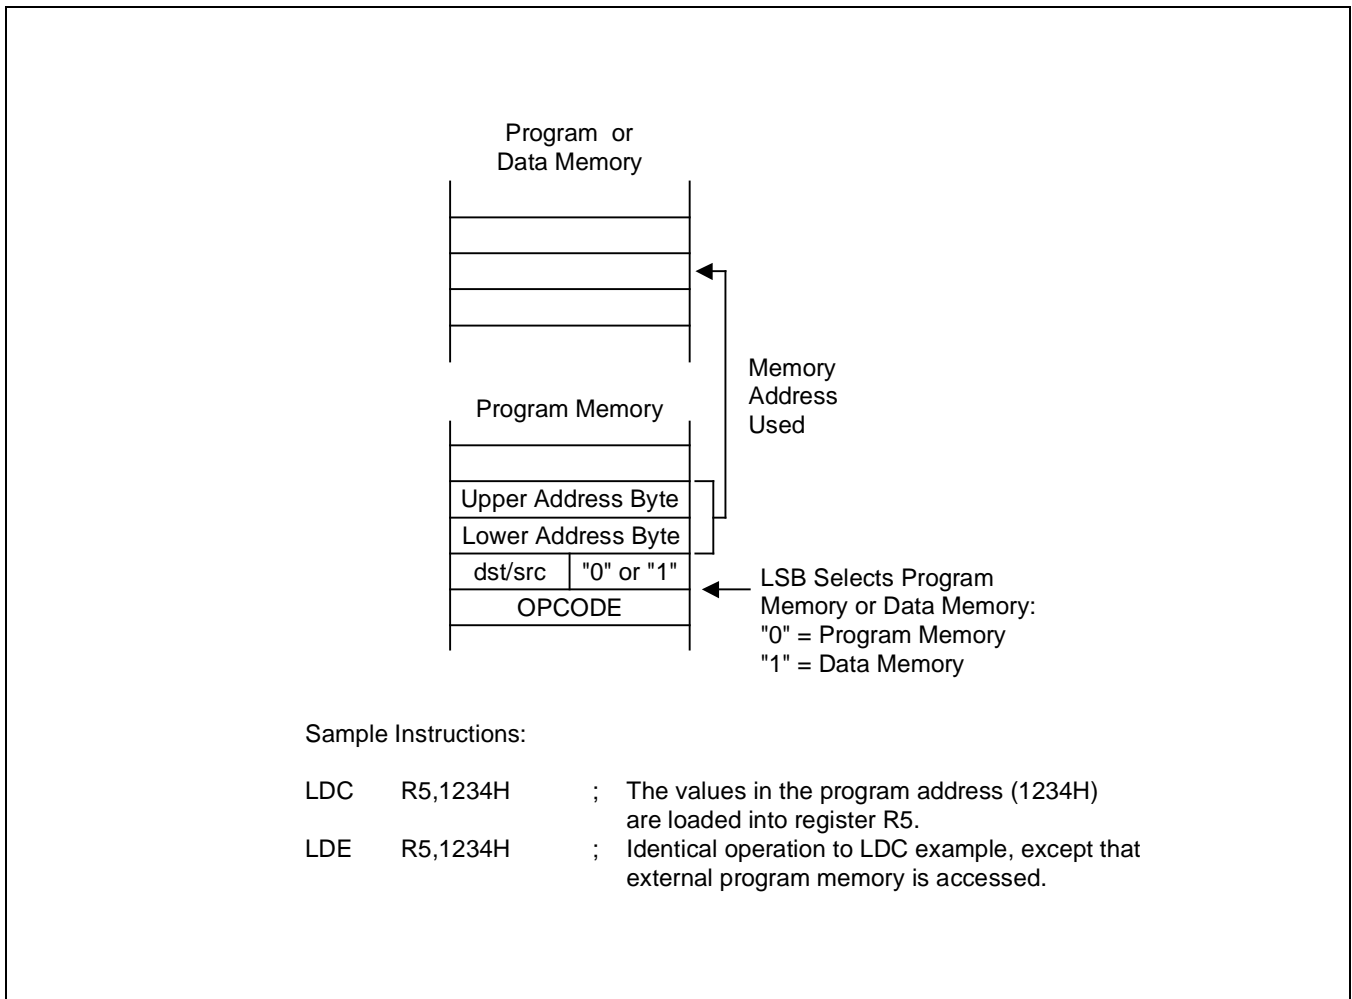 Program or
Data Memory
Memory
Address
Used
Program Memory
Upper Address Byte
Lower Address Byte
dst/src "0" or "1"
OPCODE
LSB Selects Program
Memory or Data Memory:
"0" = Program Memory
"1" = Data Memory
Sample Instructions:
LDC R5,1234H ; The values in the program address (1234H)
are loaded into register R5.
LDE R5,1234H ; Identical operation to LDC example, except that
external program memory is accessed.